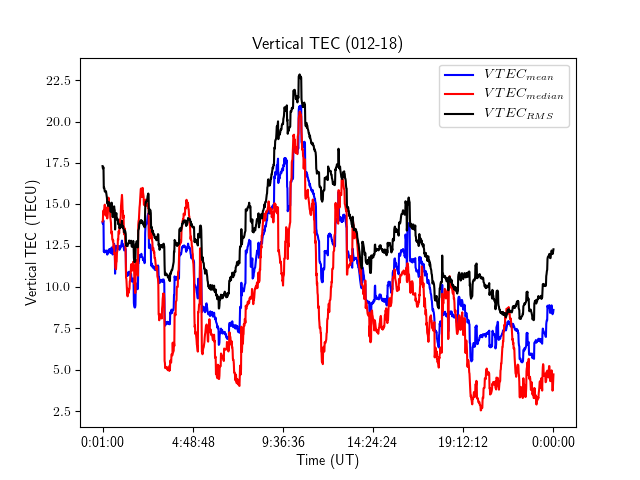 Vertical TEC (012-18)
VTEC_mean
VTEC_median
VTEC_RMS
Vertical TEC (TECU)
22.5
20.0
17.5
15.0
12.5
10.0
7.5
5.0
2.5
0:01:00 4:48:48 9:36:36 14:24:24 19:12:12 0:00:00
Time (UT)